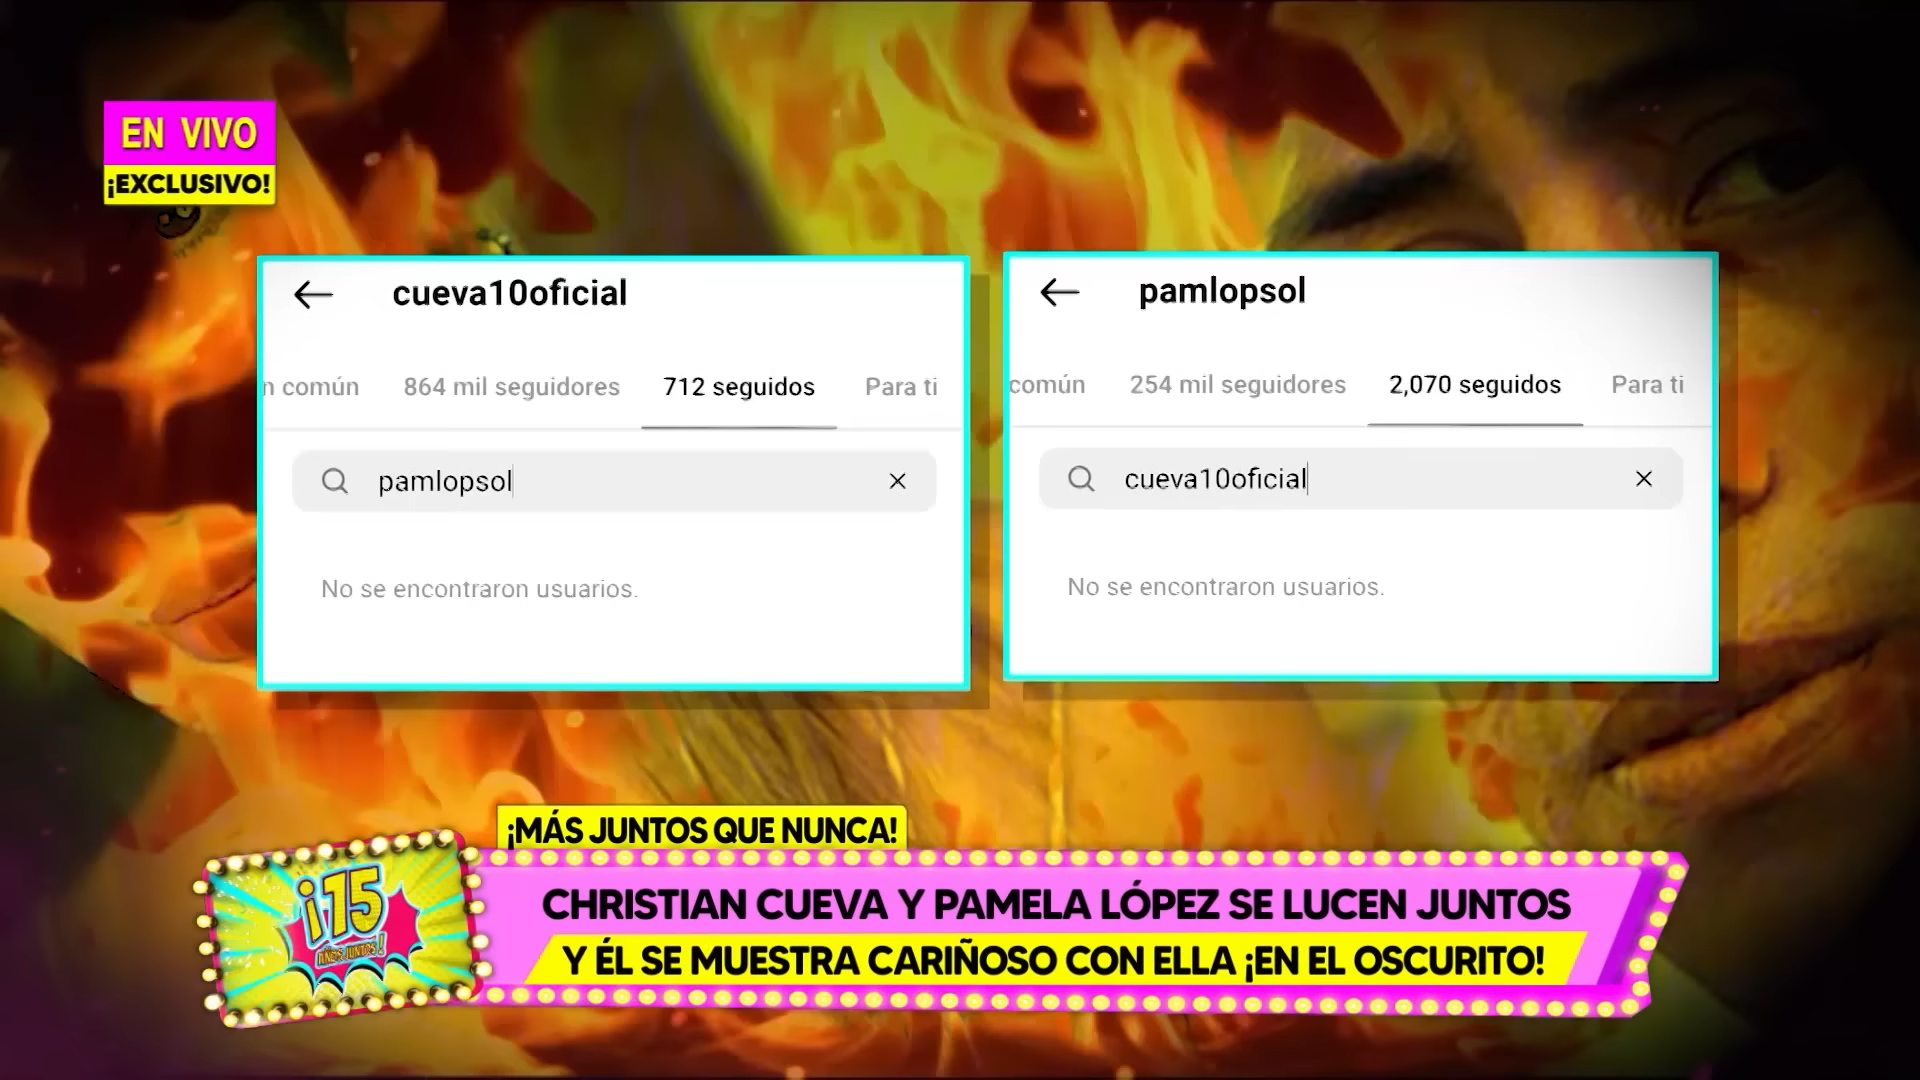 EN VIVO
¡EXCLUSIVO!
cueva10oficial
n común 864 mil seguidores 712 seguidos Para ti
pamlopsol
No se encontraron usuarios.
pamlopsol
común 254 mil seguidores 2,070 seguidos Para ti
cueva10oficial
No se encontraron usuarios.
¡MÁS JUNTOS QUE NUNCA!
¡15
AÑOS JUNTOS!
CHRISTIAN CUEVA Y PAMELA LÓPEZ SE LUCEN JUNTOS
Y ÉL SE MUESTRA CARIÑOSO CON ELLA ¡EN EL OSCURITO!